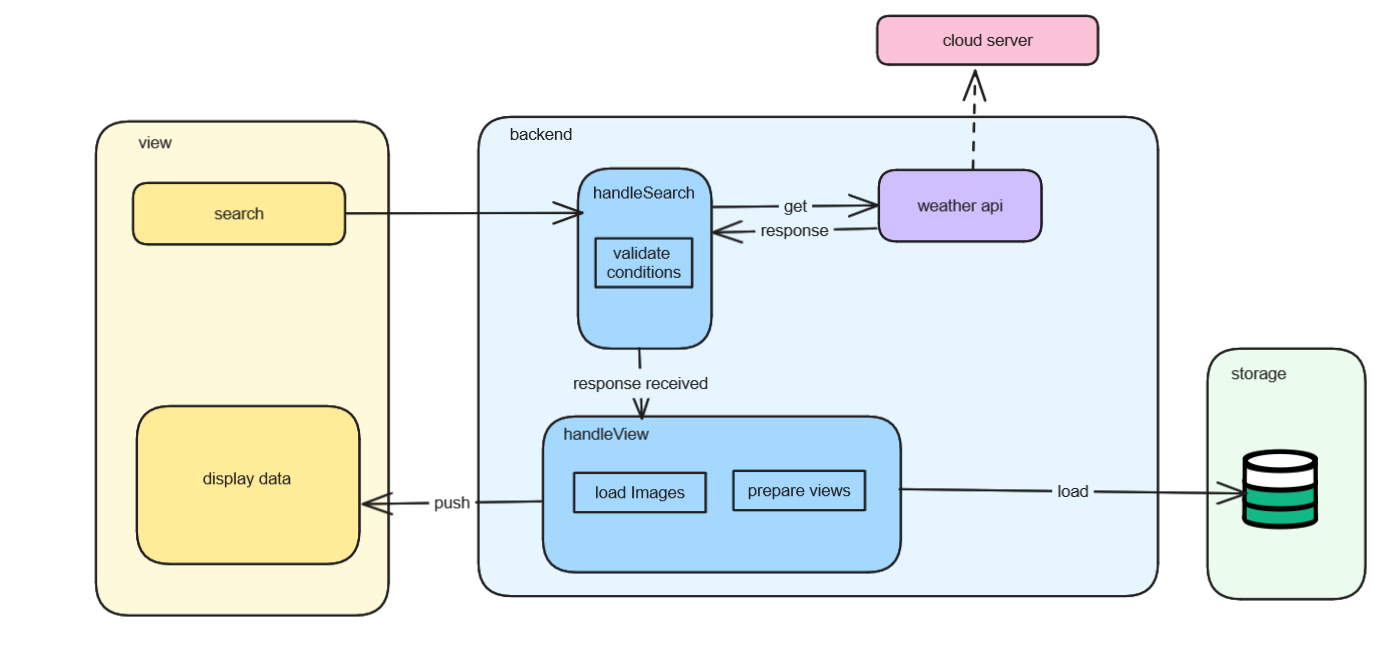 cloud server
view
backend
search
handleSearch
validate
conditions
get
response
weather api
response received
storage
handleView
display data
load Images
prepare views
push
load